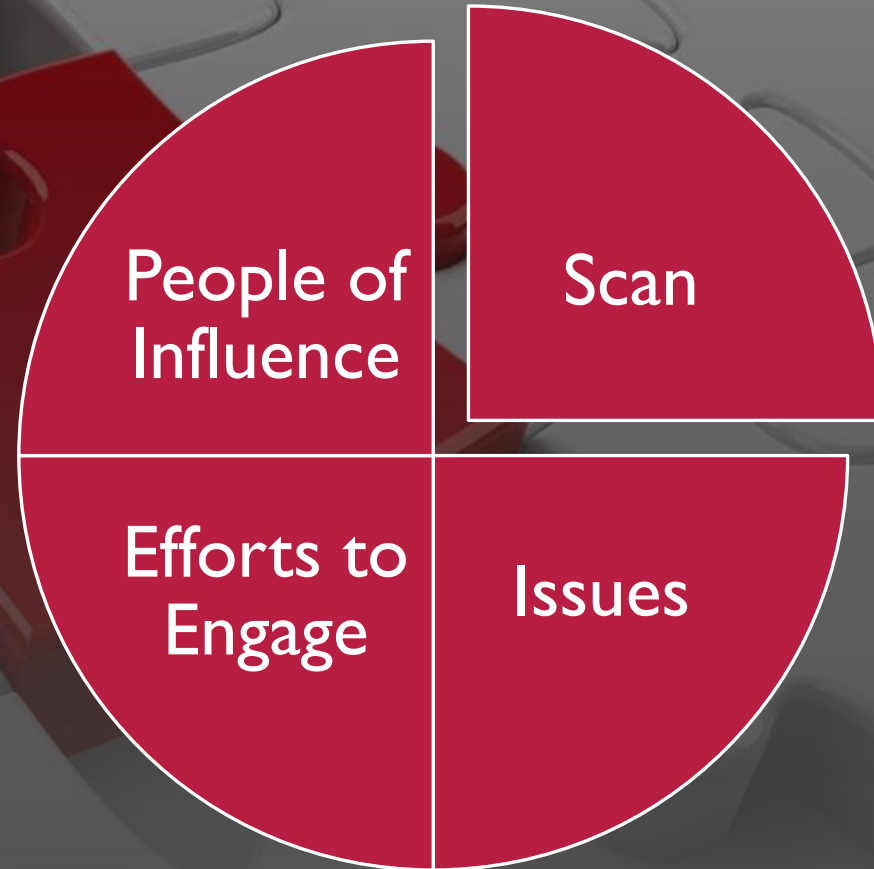 People of
Influence
Scan
Efforts to
Engage
Issues